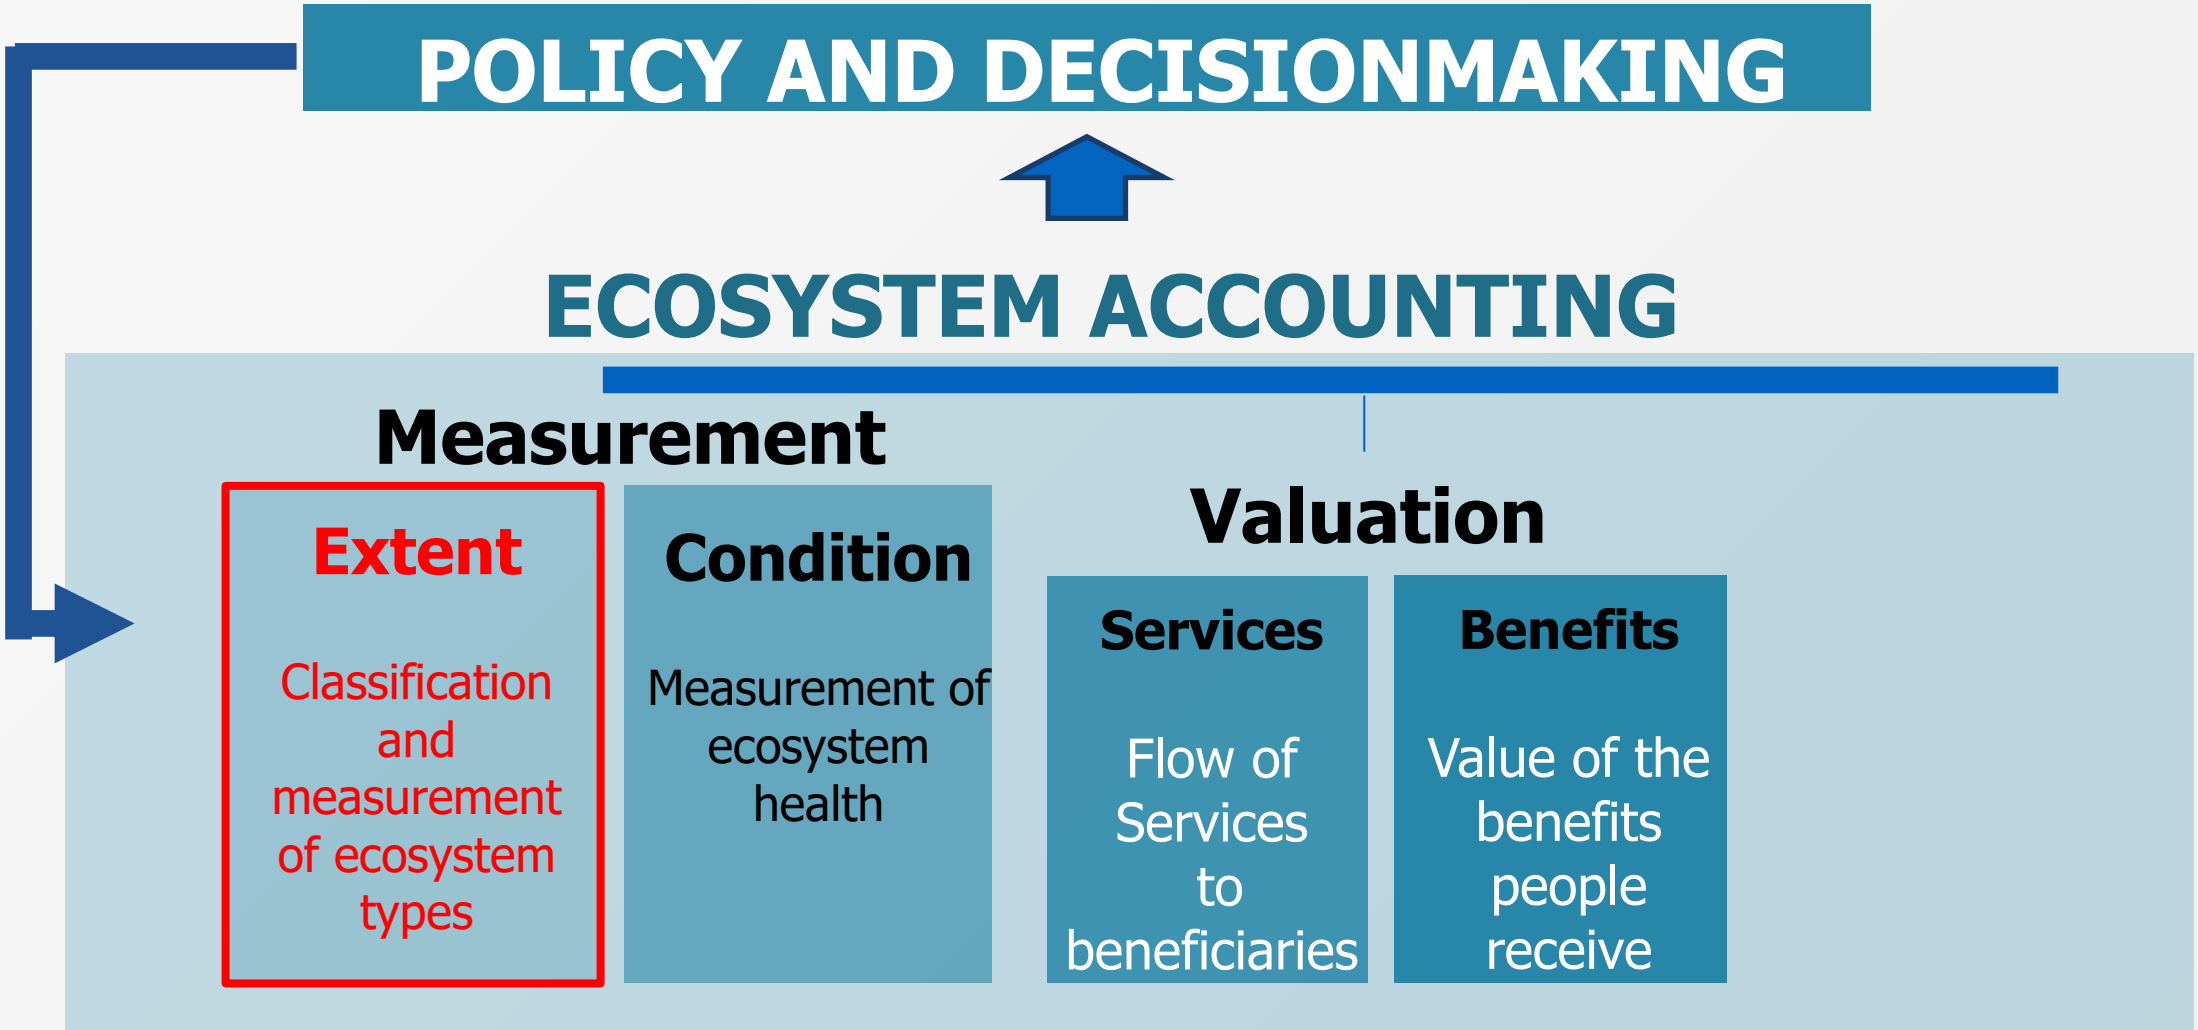 POLICY AND DECISIONMAKING
ECOSYSTEM ACCOUNTING
Measurement
Extent
Classification
and
measurement
of ecosystem
types
Condition
Measurement of
ecosystem
health
Valuation
Services
Flow of
Services
to
beneficiaries
Benefits
Value of the
benefits
people
receive